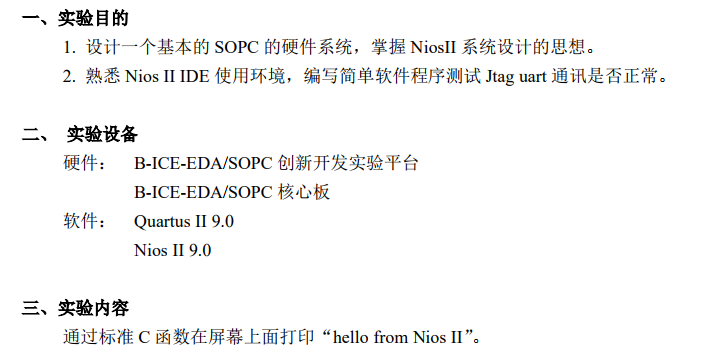 一、实验目的
1. 设计一个基本的 SOPC 的硬件系统，掌握 NiosII 系统设计的思想。
2. 熟悉 Nios II IDE 使用环境，编写简单软件程序测试 Jtag uart 通讯是否正常。
二、 实验设备
硬件： B-ICE-EDA/SOPC 创新开发实验平台
B-ICE-EDA/SOPC 核心板
软件： Quartus II 9.0
Nios II 9.0
三、实验内容
通过标准 C 函数在屏幕上面打印“hello from Nios II”。